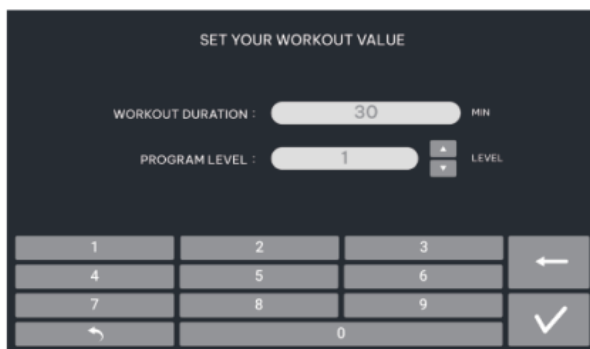 SET YOUR WORKOUT VALUE
WORKOUT DURATION : 30 MIN
PROGRAM LEVEL : 1 LEVEL
1 2 3
4 5 6
7 8 9
0